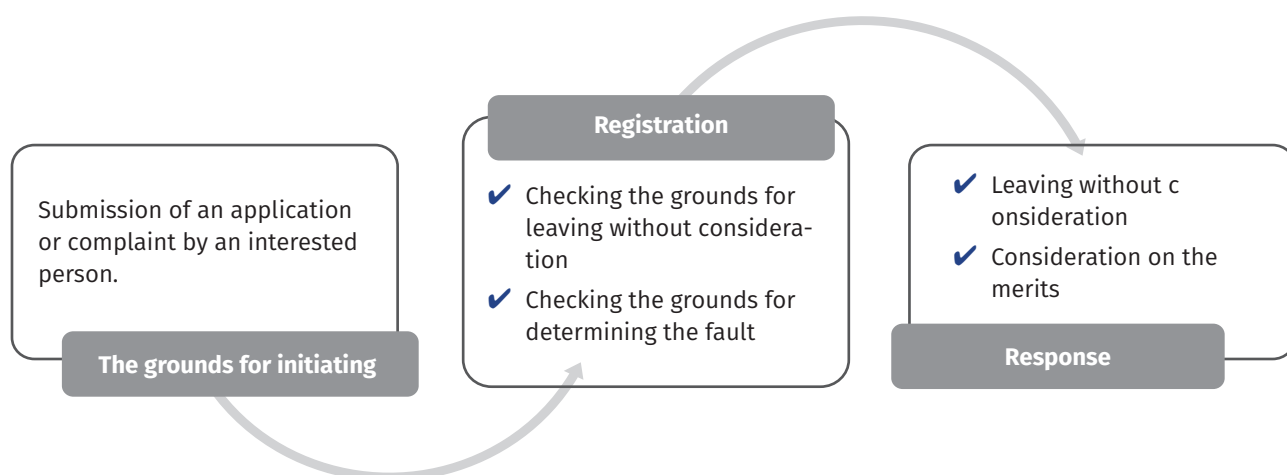 Submission of an application
or complaint by an interested
person.
The grounds for initiating
Registration
✔ Checking the grounds for
leaving without considera-
tion
✔ Checking the grounds for
determining the fault
✔ Leaving without c
onsideration
✔ Consideration on the
merits
Response